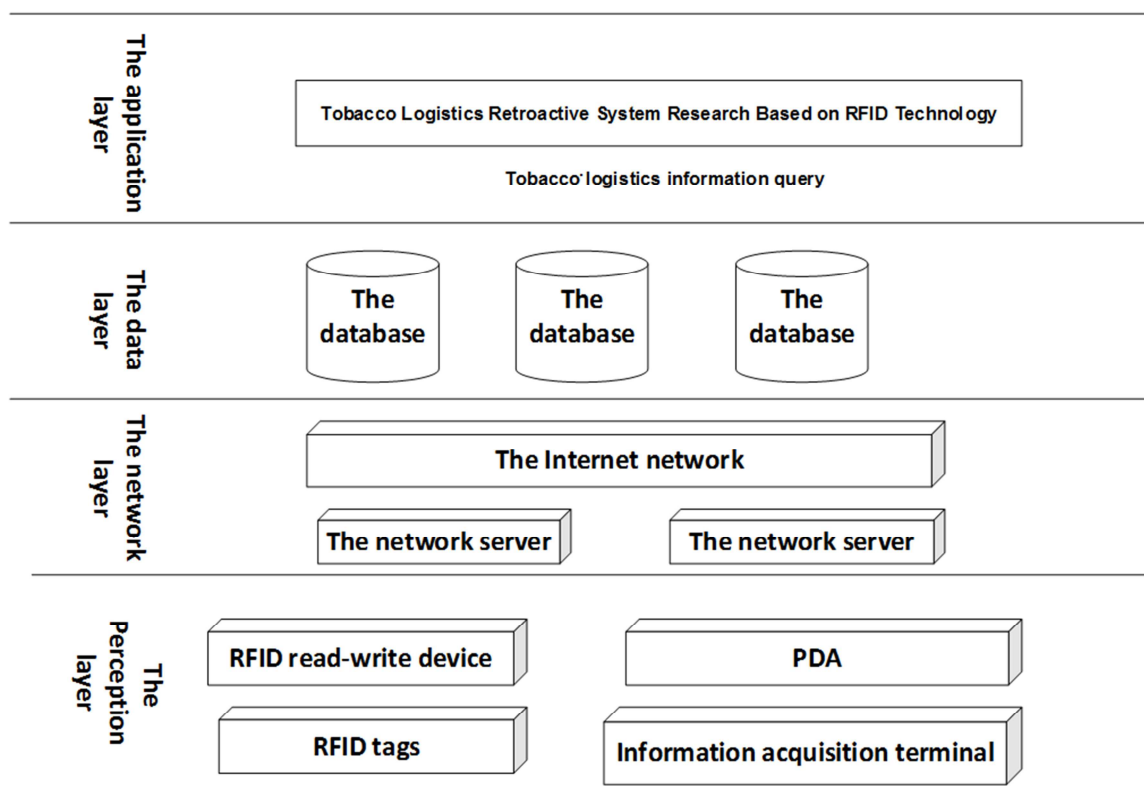 The application
layer
Tobacco Logistics Retroactive System Research Based on RFID Technology
Tobacco logistics information query
The data
layer
The
database
The
database
The
database
The network
layer
The Internet network
The network server
The network server
The
Perception
layer
RFID read-write device
PDA
RFID tags
Information acquisition terminal